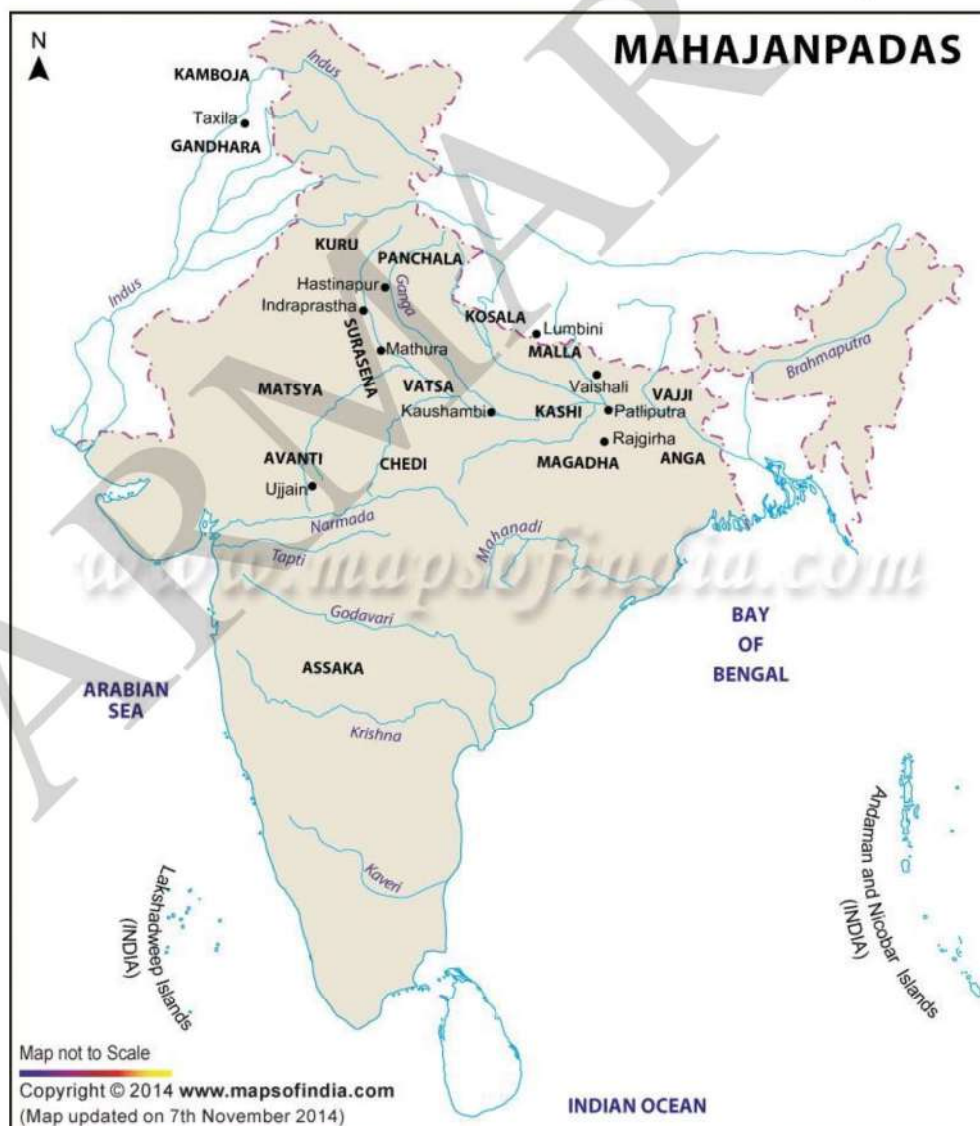 MAHAJANPADAS
N
KAMBOJA
Indus
Taxila
GANDHARA
KURU
PANCHALA
Hastinapur
Ganga
Indus
Indraprastha
KOSALA
SURASENA
Lumbini
Mathura
MALLA
Brahmaputra
Vaishali
MATSYA
VATSA
VAJJI
Kaushambi
KASHI
Patliputra
Rajgirha
AVANTI
CHEDI
MAGADHA
ANGA
Ujjain
Narmada
Mahanadi
Tapti
www.mapsofindia.com
Godavari
BAY
OF
BENGAL
ASSAKA
ARABIAN
SEA
Krishna
Kaveri
Andaman and Nicobar Islands
(INDIA)
Lakshadweep Islands
(INDIA)
Map not to Scale
Copyright © 2014 www.mapsofindia.com
(Map updated on 7th November 2014)
INDIAN OCEAN
ARMAR